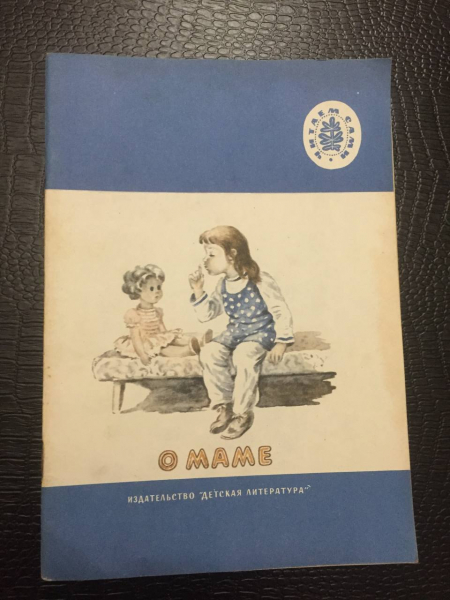 ЧИТАЕМ САМИ
О МАМЕ
ИЗДАТЕЛЬСТВО "ДЕТСКАЯ ЛИТЕРАТУРА"